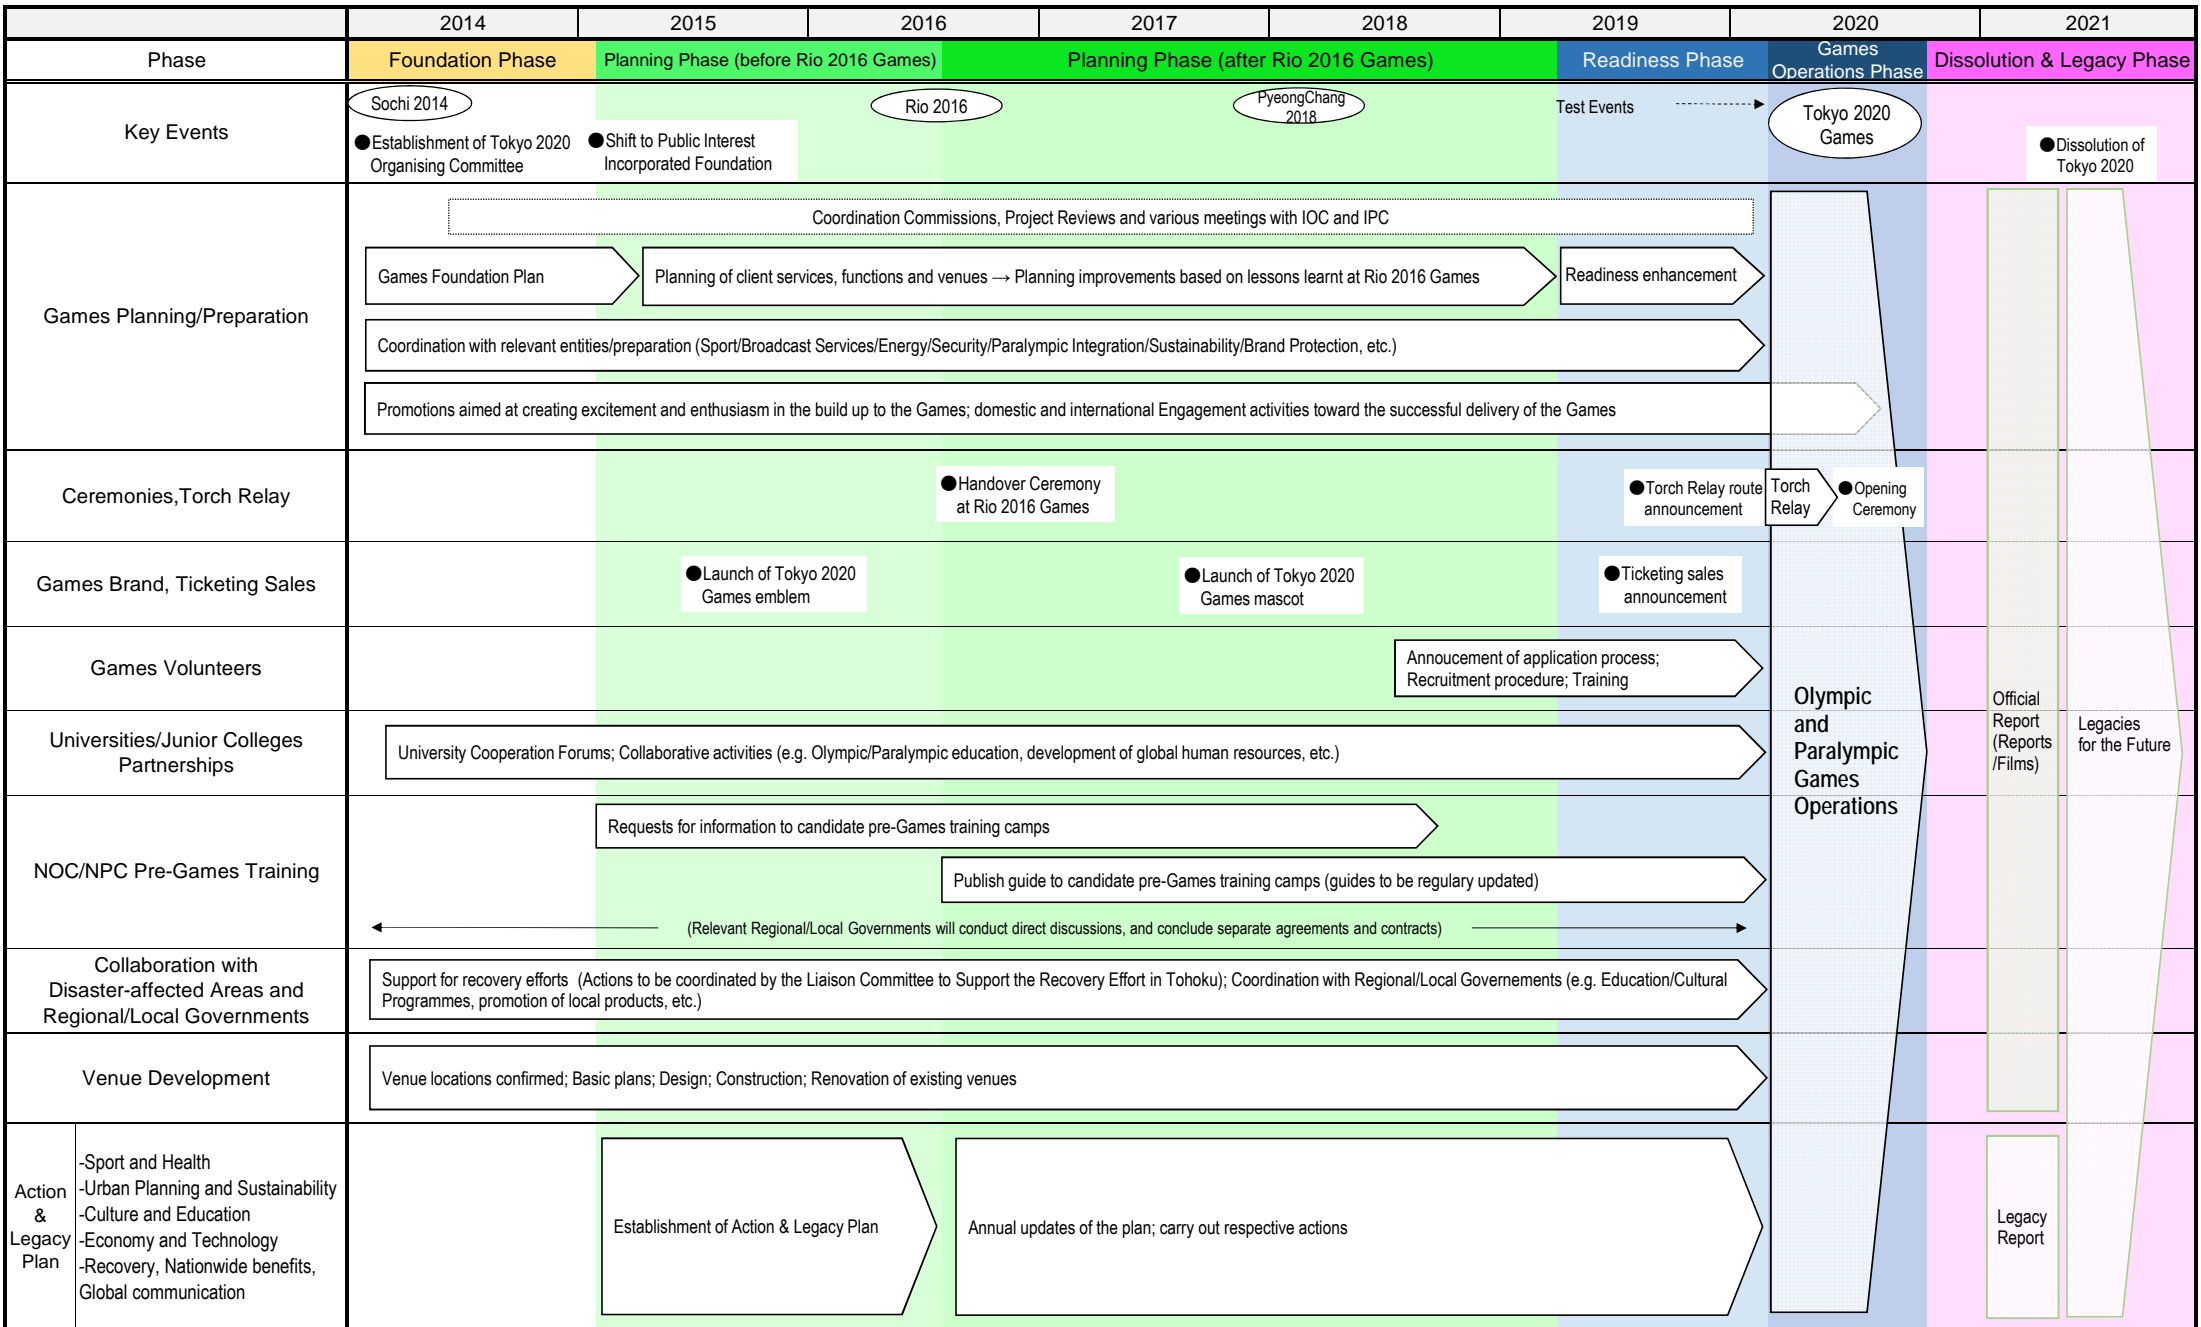 2014 2015 2016 2017 2018 2019 2020 2021
Phase
Foundation Phase
Planning Phase (before Rio 2016 Games)
Planning Phase (after Rio 2016 Games)
Readiness Phase
Games
Operations Phase
Dissolution & Legacy Phase
Key Events
Sochi 2014
Rio 2016
PyeongChang
2018
Test Events
Tokyo 2020
Games
●Establishment of Tokyo 2020
Organising Committee
●Shift to Public Interest
Incorporated Foundation
●Dissolution of
Tokyo 2020
Games Planning/Preparation
Coordination Commissions, Project Reviews and various meetings with IOC and IPC
Games Foundation Plan
Planning of client services, functions and venues → Planning improvements based on lessons learnt at Rio 2016 Games
Readiness enhancement
Coordination with relevant entities/preparation (Sport/Broadcast Services/Energy/Security/Paralympic Integration/Sustainability/Brand Protection, etc.)
Promotions aimed at creating excitement and enthusiasm in the build up to the Games; domestic and international Engagement activities toward the successful delivery of the Games
Ceremonies,Torch Relay
●Handover Ceremony
at Rio 2016 Games
●Torch Relay route
announcement
Torch
Relay
●Opening
Ceremony
Games Brand, Ticketing Sales
●Launch of Tokyo 2020
Games emblem
●Launch of Tokyo 2020
Games mascot
●Ticketing sales
announcement
Games Volunteers
Annoucement of application process;
Recruitment procedure; Training
Olympic
and
Paralympic
Games
Operations
Official
Report
(Reports
/Films)
Legacies
for the Future
Universities/Junior Colleges
Partnerships
University Cooperation Forums; Collaborative activities (e.g. Olympic/Paralympic education, development of global human resources, etc.)
NOC/NPC Pre-Games Training
Requests for information to candidate pre-Games training camps
Publish guide to candidate pre-Games training camps (guides to be regulary updated)
(Relevant Regional/Local Governments will conduct direct discussions, and conclude separate agreements and contracts)
Collaboration with
Disaster-affected Areas and
Regional/Local Governments
Support for recovery efforts (Actions to be coordinated by the Liaison Committee to Support the Recovery Effort in Tohoku); Coordination with Regional/Local Governements (e.g. Education/Cultural
Programmes, promotion of local products, etc.)
Venue Development
Venue locations confirmed; Basic plans; Design; Construction; Renovation of existing venues
Action
&
Legacy
Plan
-Sport and Health
-Urban Planning and Sustainability
-Culture and Education
-Economy and Technology
-Recovery, Nationwide benefits,
Global communication
Establishment of Action & Legacy Plan
Annual updates of the plan; carry out respective actions
Legacy
Report